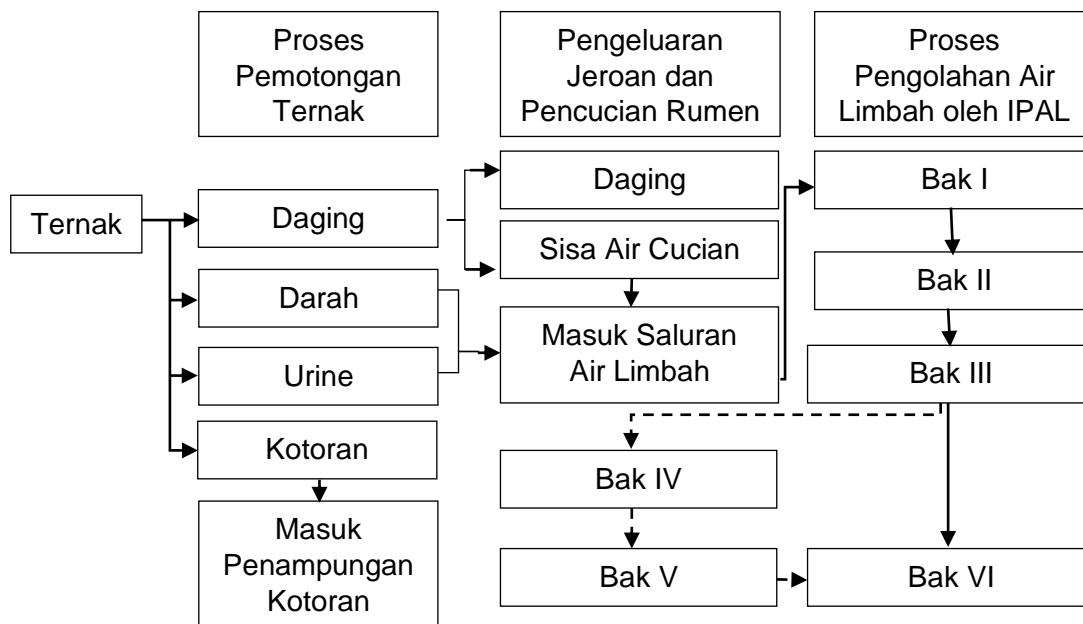 Proses
Pemotongan
Ternak
Pengeluaran
Jeroan dan
Pencucian Rumen
Proses
Pengolahan Air
Limbah oleh IPAL
Ternak
Daging
Darah
Urine
Kotoran
Masuk
Penampungan
Kotoran
Daging
Sisa Air Cucian
Masuk Saluran
Air Limbah
Bak I
Bak II
Bak III
Bak IV
Bak V
Bak VI